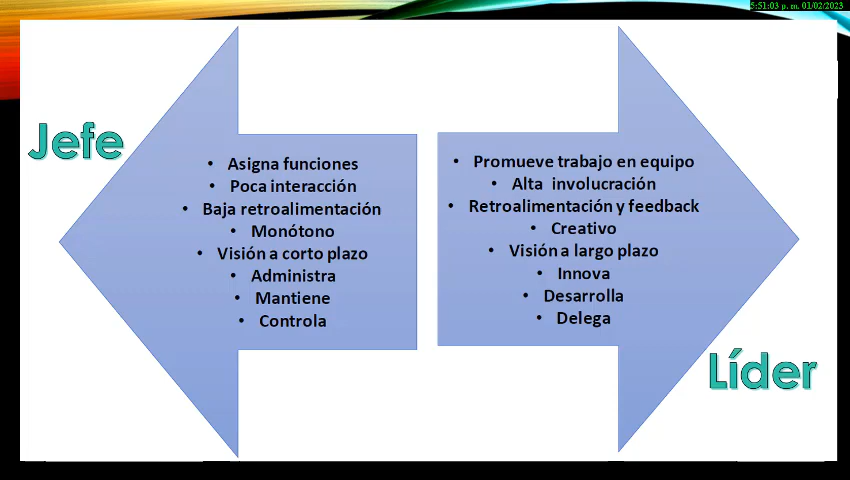 5:51:03 p. m. 01/02/2023
Jefe
• Asigna funciones
• Poca interacción
• Baja retroalimentación
• Monótono
• Visión a corto plazo
• Administra
• Mantiene
• Controla
• Promueve trabajo en equipo
• Alta involucración
• Retroalimentación y feedback
• Creativo
• Visión a largo plazo
• Innova
• Desarrolla
• Delega
Líder